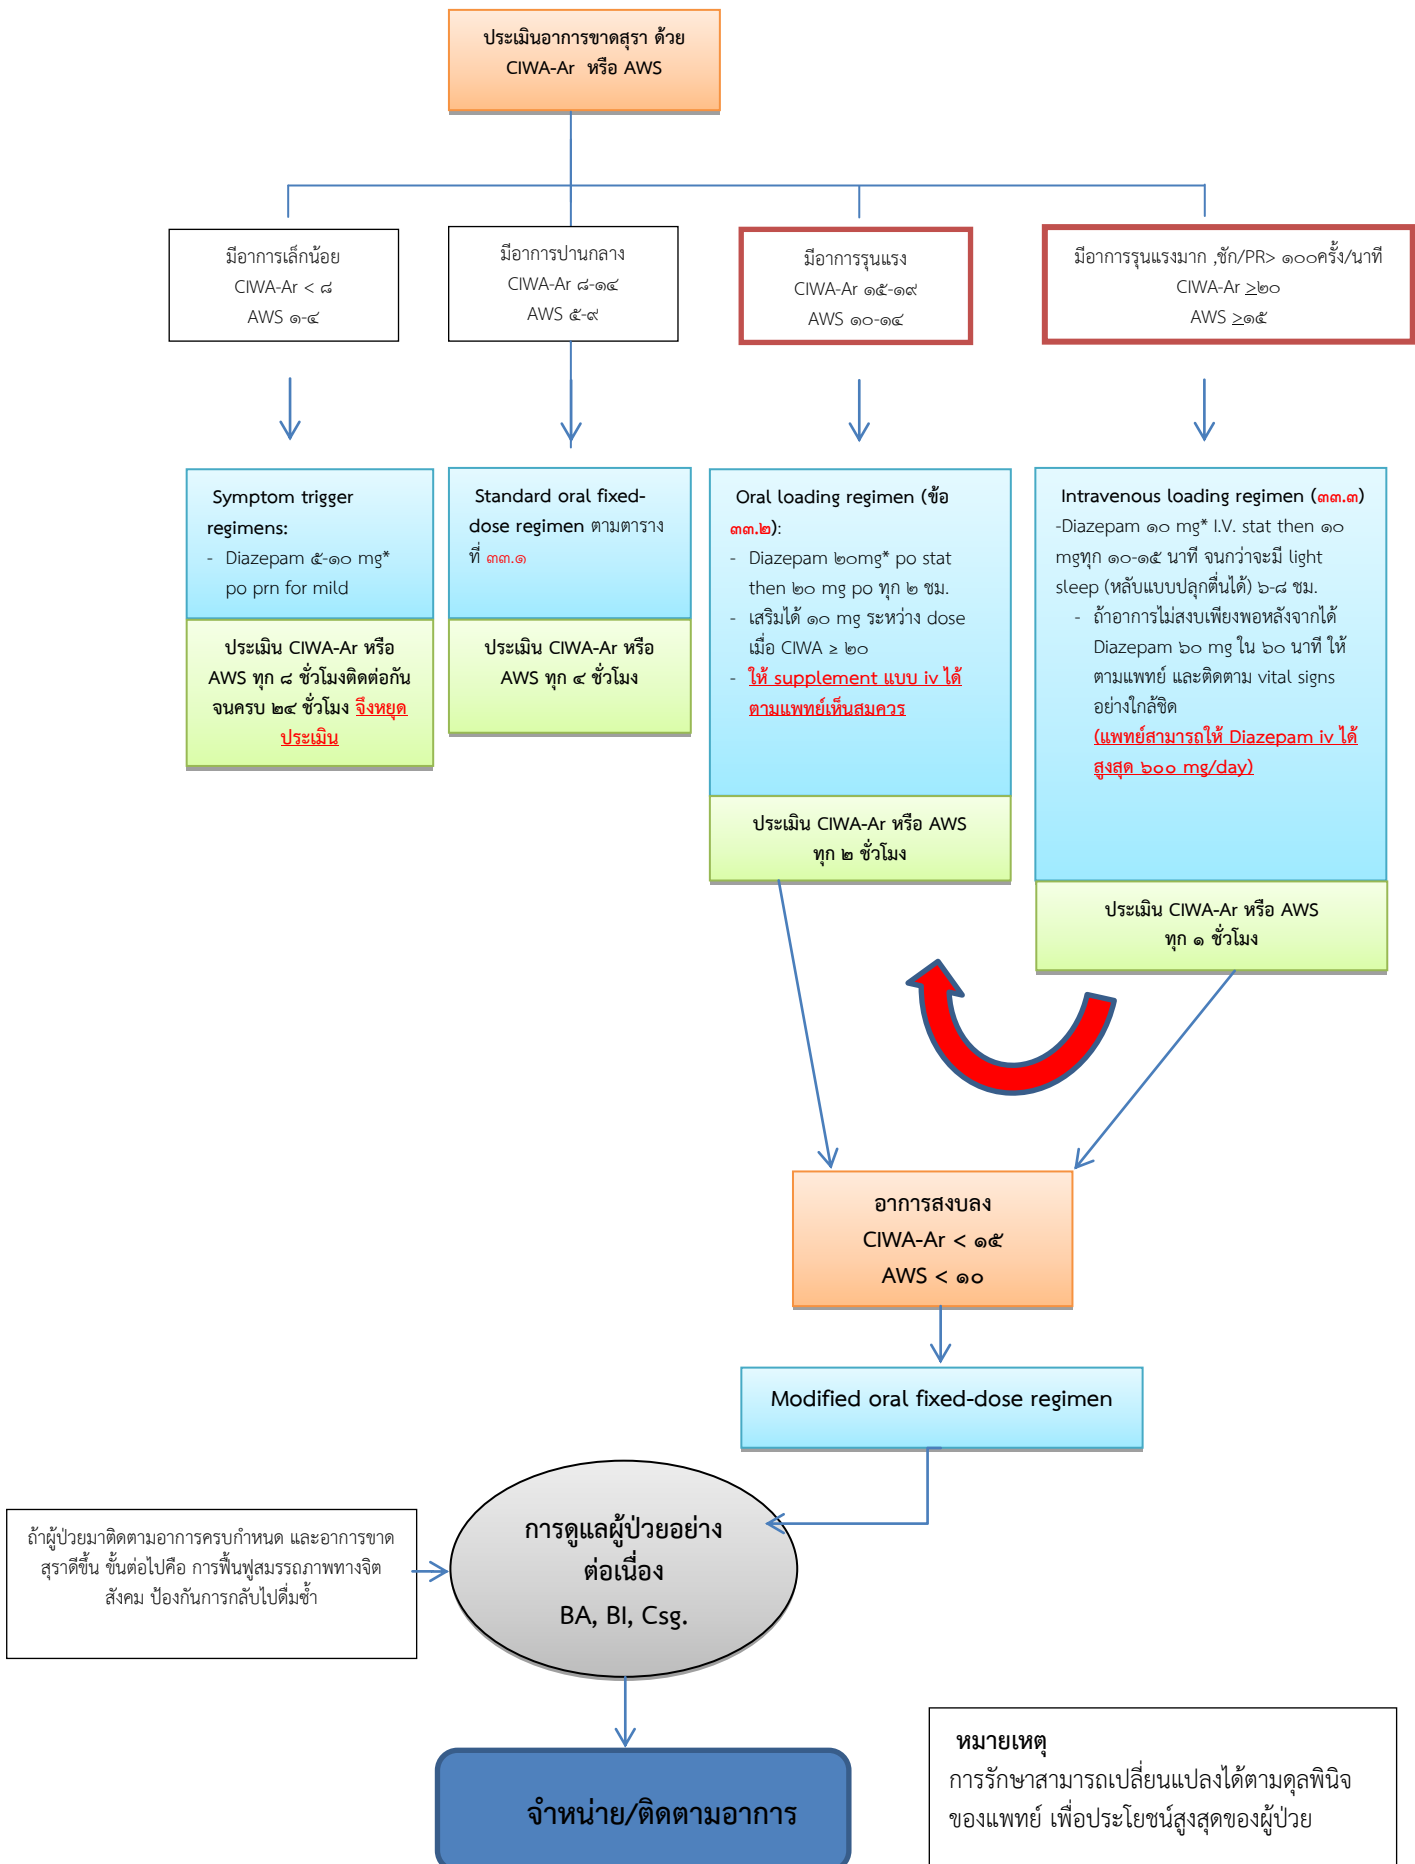 ประเมินอาการขาดสุรา ด้วย
CIWA-Ar หรือ AWS
มีอาการเล็กน้อย
CIWA-Ar < ๘
AWS ๑-๔
มีอาการปานกลาง
CIWA-Ar ๘-๑๔
AWS ๕-๙
มีอาการรุนแรง
CIWA-Ar ๑๕-๑๙
AWS ๑๐-๑๔
มีอาการรุนแรงมาก ,ชัก/PR> ๑๐๐ครั้ง/นาที
CIWA-Ar ≥๒๐
AWS ≥๑๕
Symptom trigger
regimens:
- Diazepam ๕-๑๐ mg*
po prn for mild
ประเมิน CIWA-Ar หรือ
AWS ทุก ๘ ชั่วโมงติดต่อกัน
จนครบ ๒๔ ชั่วโมง จึงหยุด
ประเมิน
Standard oral fixed-
dose regimen ตามตาราง
ที่ ๓๓.๑
ประเมิน CIWA-Ar หรือ
AWS ทุก ๔ ชั่วโมง
Oral loading regimen (ข้อ
๓๓.๒):
- Diazepam ๒๐mg* po stat
then ๒๐ mg po ทุก ๒ ชม.
- เสริมได้ ๑๐ mg ระหว่าง dose
เมื่อ CIWA ≥ ๒๐
- ให้ supplement แบบ iv ได้
ตามแพทย์เห็นสมควร
ประเมิน CIWA-Ar หรือ AWS
ทุก ๒ ชั่วโมง
Intravenous loading regimen (๓๓.๓)
-Diazepam ๑๐ mg* I.V. stat then ๑๐
mgทุก ๑๐-๑๕ นาที จนกว่าจะมี light
sleep (หลับแบบปลุกตื่นได้) ๖-๘ ชม.
- ถ้าอาการไม่สงบเพียงพอหลังจากได้
Diazepam ๖๐ mg ใน ๖๐ นาที ให้
ตามแพทย์ และติดตาม vital signs
อย่างใกล้ชิด
(แพทย์สามารถให้ Diazepam iv ได้
สูงสุด ๖๐๐ mg/day)
ประเมิน CIWA-Ar หรือ AWS
ทุก ๑ ชั่วโมง
อาการสงบลง
CIWA-Ar < ๑๕
AWS < ๑๐
Modified oral fixed-dose regimen
ถ้าผู้ป่วยมาติดตามอาการครบกำหนด และอาการขาด
สุราดีขึ้น ขั้นต่อไปคือ การฟื้นฟูสมรรถภาพทางจิต
สังคม ป้องกันการกลับไปดื่มซ้ำ
การดูแลผู้ป่วยอย่าง
ต่อเนื่อง
BA, BI, Csg.
จำหน่าย/ติดตามอาการ
หมายเหตุ
การรักษาสามารถเปลี่ยนแปลงได้ตามดุลพินิจ
ของแพทย์ เพื่อประโยชน์สูงสุดของผู้ป่วย